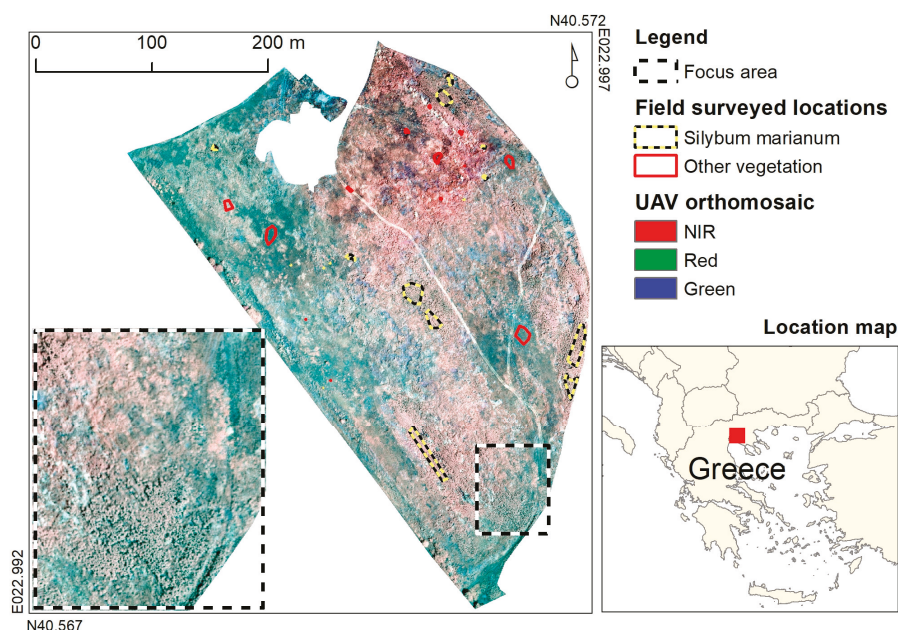 N40.572
E022.997
0 100 200 m
Legend
Focus area
Field surveyed locations
Silybum marianum
Other vegetation
UAV orthomosaic
NIR
Red
Green
Location map
Greece
E022.992
N40.567